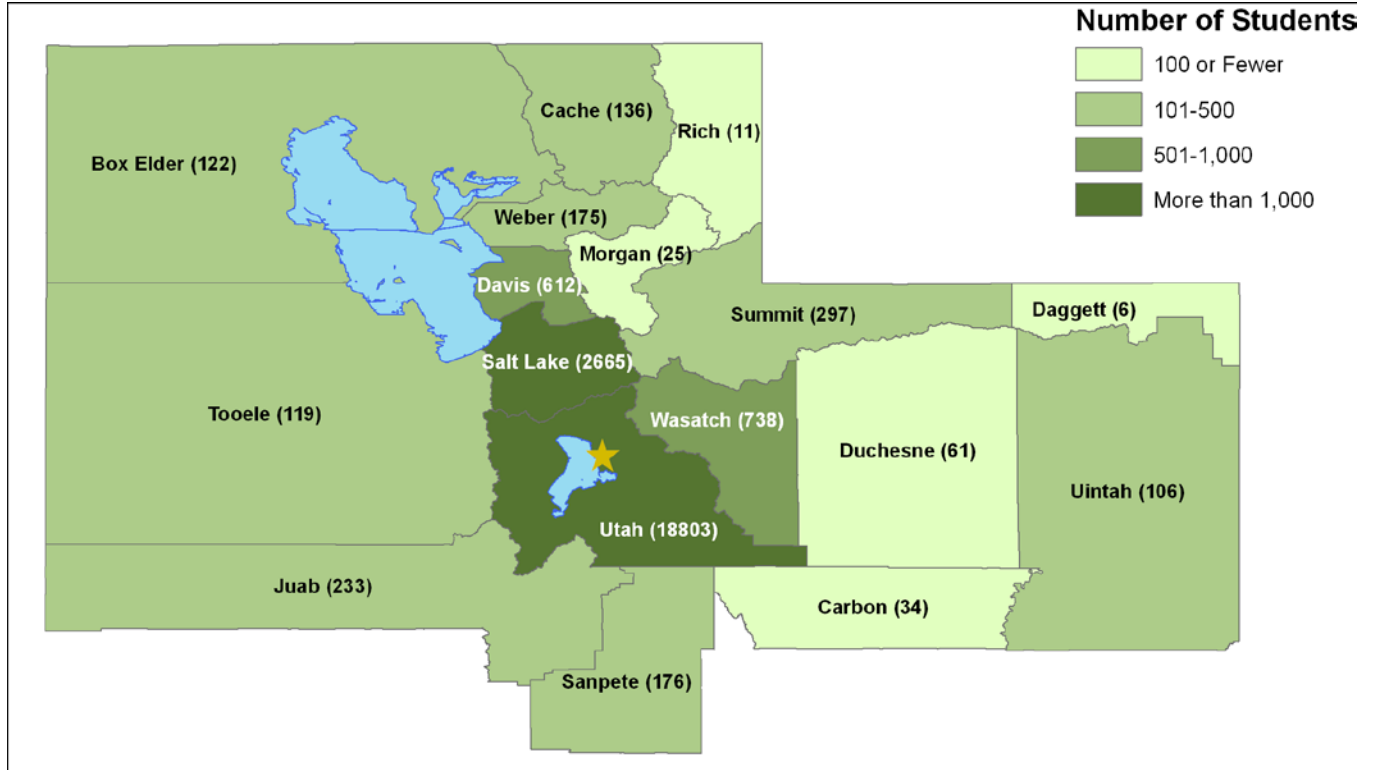 Number of Students
100 or Fewer
101-500
501-1,000
More than 1,000
Cache (136)
Rich (11)
Box Elder (122)
Weber (175)
Morgan (25)
Davis (612)
Summit (297)
Daggett (6)
Salt Lake (2665)
Tooele (119)
Wasatch (738)
Duchesne (61)
Uintah (106)
Utah (18803)
Juab (233)
Carbon (34)
Sanpete (176)